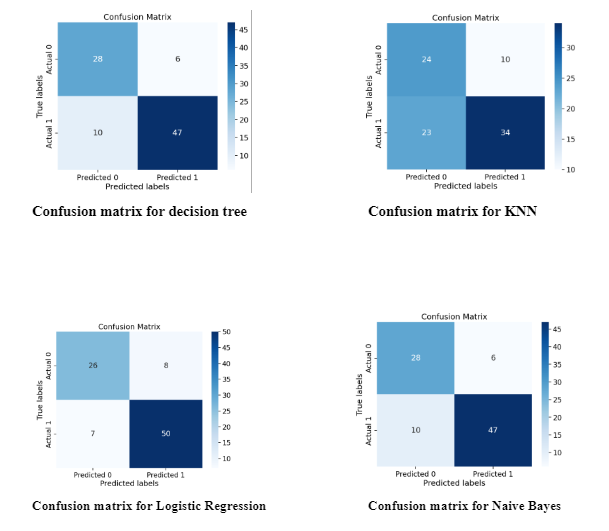 Confusion Matrix
Actual 0
Actual 1
True labels
28 6
10 47
Predicted 0 Predicted 1
Predicted labels
45
40
35
30
25
20
15
10
Confusion matrix for decision tree
Confusion Matrix
Actual 0
Actual 1
True labels
24 10
23 34
Predicted 0 Predicted 1
Predicted labels
30
25
20
15
10
Confusion matrix for KNN
Confusion Matrix
Actual 0
Actual 1
True labels
26 8
7 50
Predicted 0 Predicted 1
Predicted labels
50
45
40
35
30
25
20
15
10
Confusion matrix for Logistic Regression
Confusion Matrix
Actual 0
Actual 1
True labels
28 6
10 47
Predicted 0 Predicted 1
Predicted labels
45
40
35
30
25
20
15
10
Confusion matrix for Naive Bayes